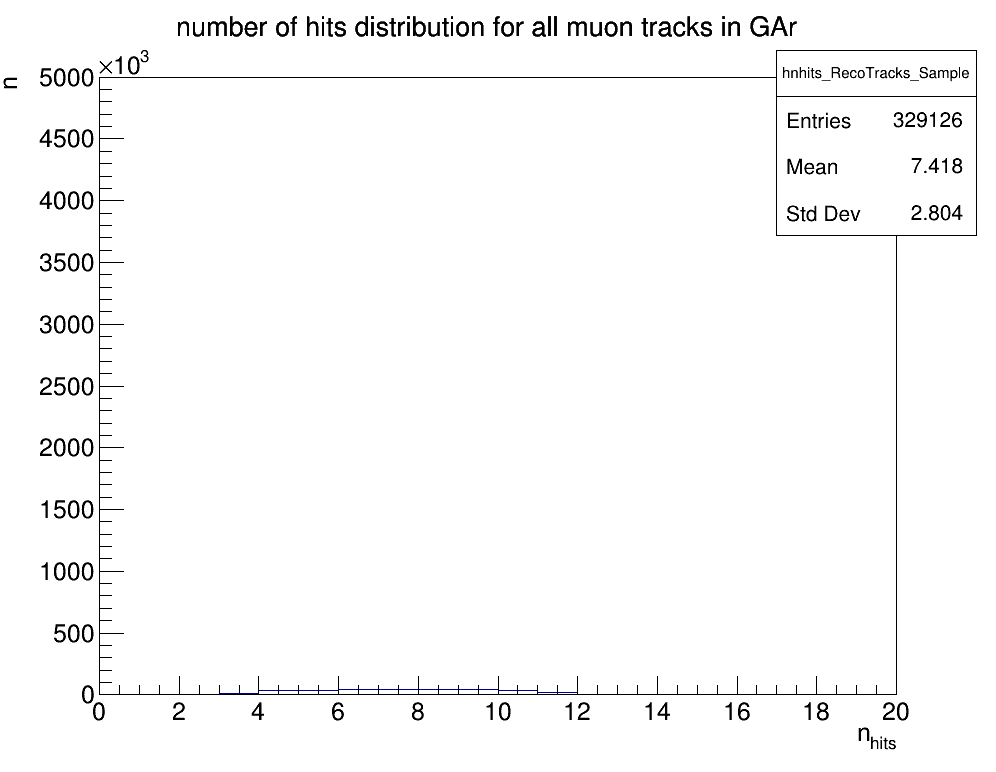 number of hits distribution for all muon tracks in GAr
×10³
n
hnhits_RecoTracks_Sample
Entries 329126
Mean 7.418
Std Dev 2.804
5000
4500
4000
3500
3000
2500
2000
1500
1000
500
0
0 2 4 6 8 10 12 14 16 18 20
n_hits